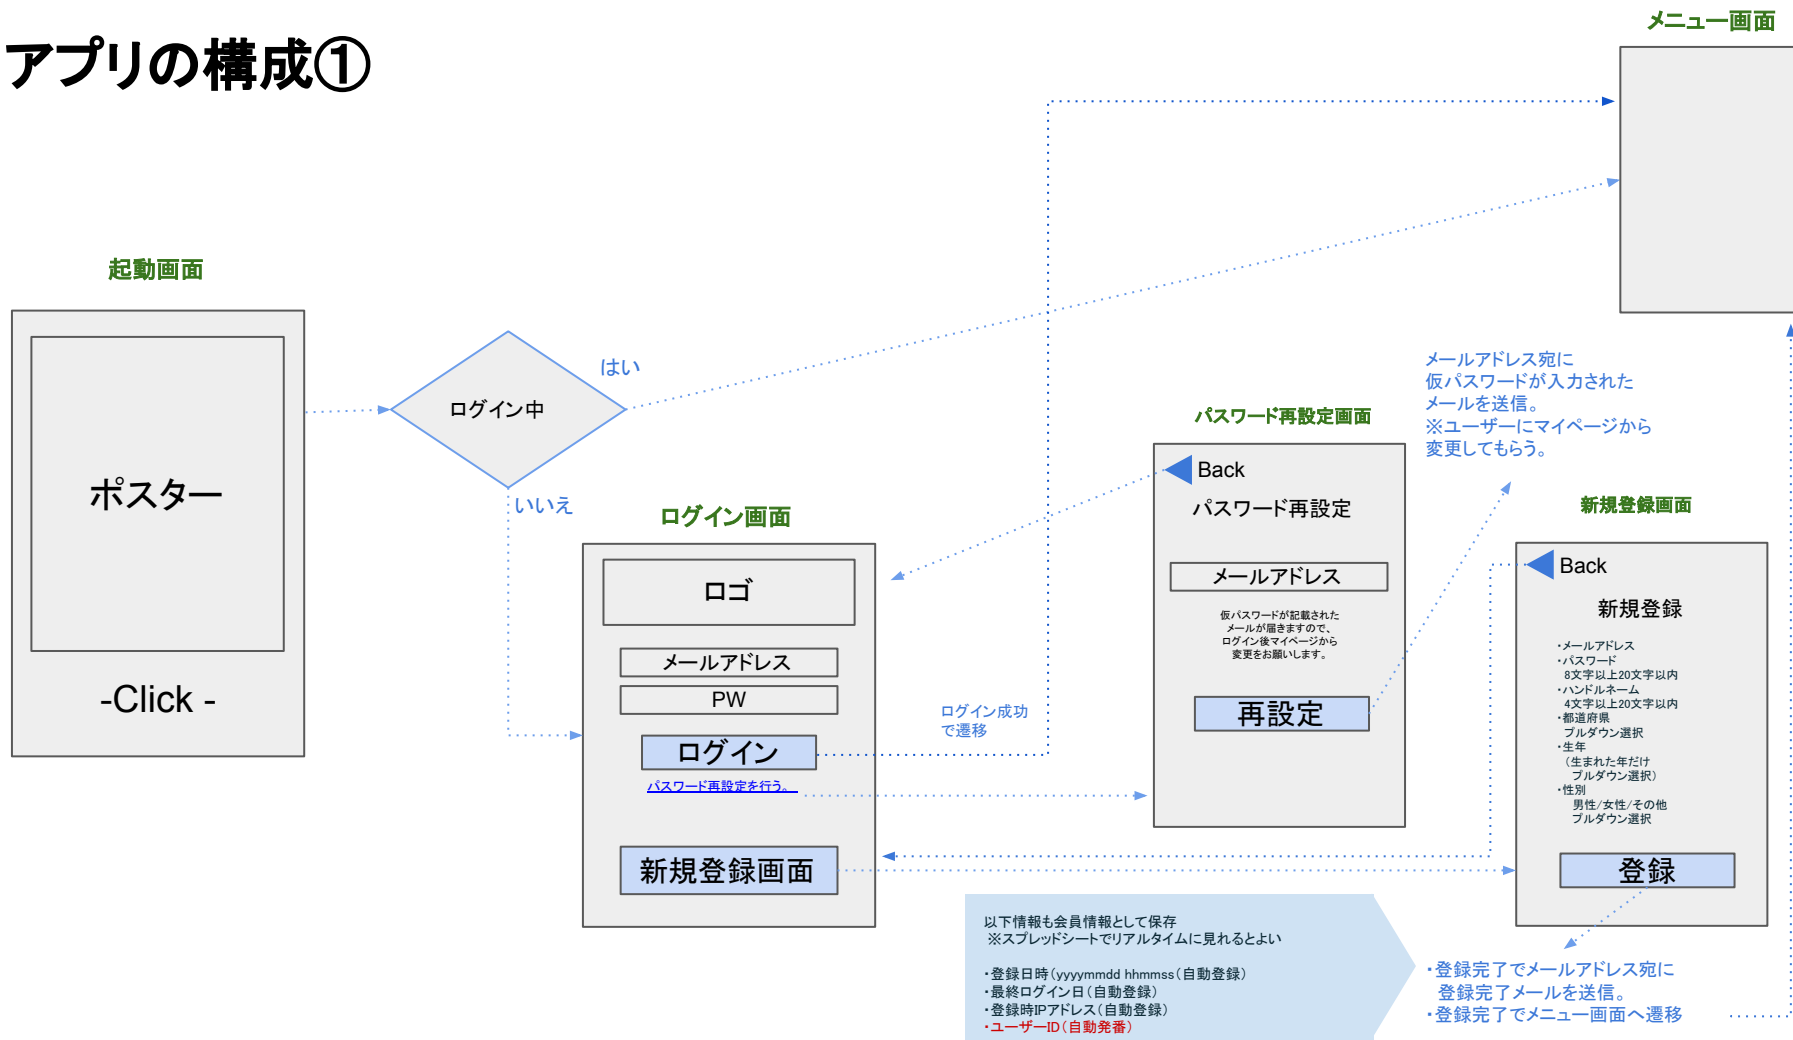 アプリの構成①
メニュー画面
起動画面
ポスター
-Click -
ログイン中
はい
いいえ
ログイン画面
ロゴ
メールアドレス
PW
ログイン
パスワード再設定を行う。
新規登録画面
ログイン成功
で遷移
パスワード再設定画面
Back
パスワード再設定
メールアドレス
仮パスワードが記載された
メールが届きますので、
ログイン後マイページから
変更をお願いします。
再設定
メールアドレス宛に
仮パスワードが入力された
メールを送信。
※ユーザーにマイページから
変更してもらう。
新規登録画面
Back
新規登録
・メールアドレス
・パスワード
8文字以上20文字以内
・ハンドルネーム
4文字以上20文字以内
・都道府県
プルダウン選択
・生年
（生まれた年だけ
プルダウン選択）
・性別
男性/女性/その他
プルダウン選択
登録
以下情報も会員情報として保存
※スプレッドシートでリアルタイムに見れるとよい
・登録日時（yyyymmdd hhmmss（自動登録）
・最終ログイン日（自動登録）
・登録時IPアドレス（自動登録）
・ユーザーID（自動発番）
・登録完了でメールアドレス宛に
登録完了メールを送信。
・登録完了でメニュー画面へ遷移